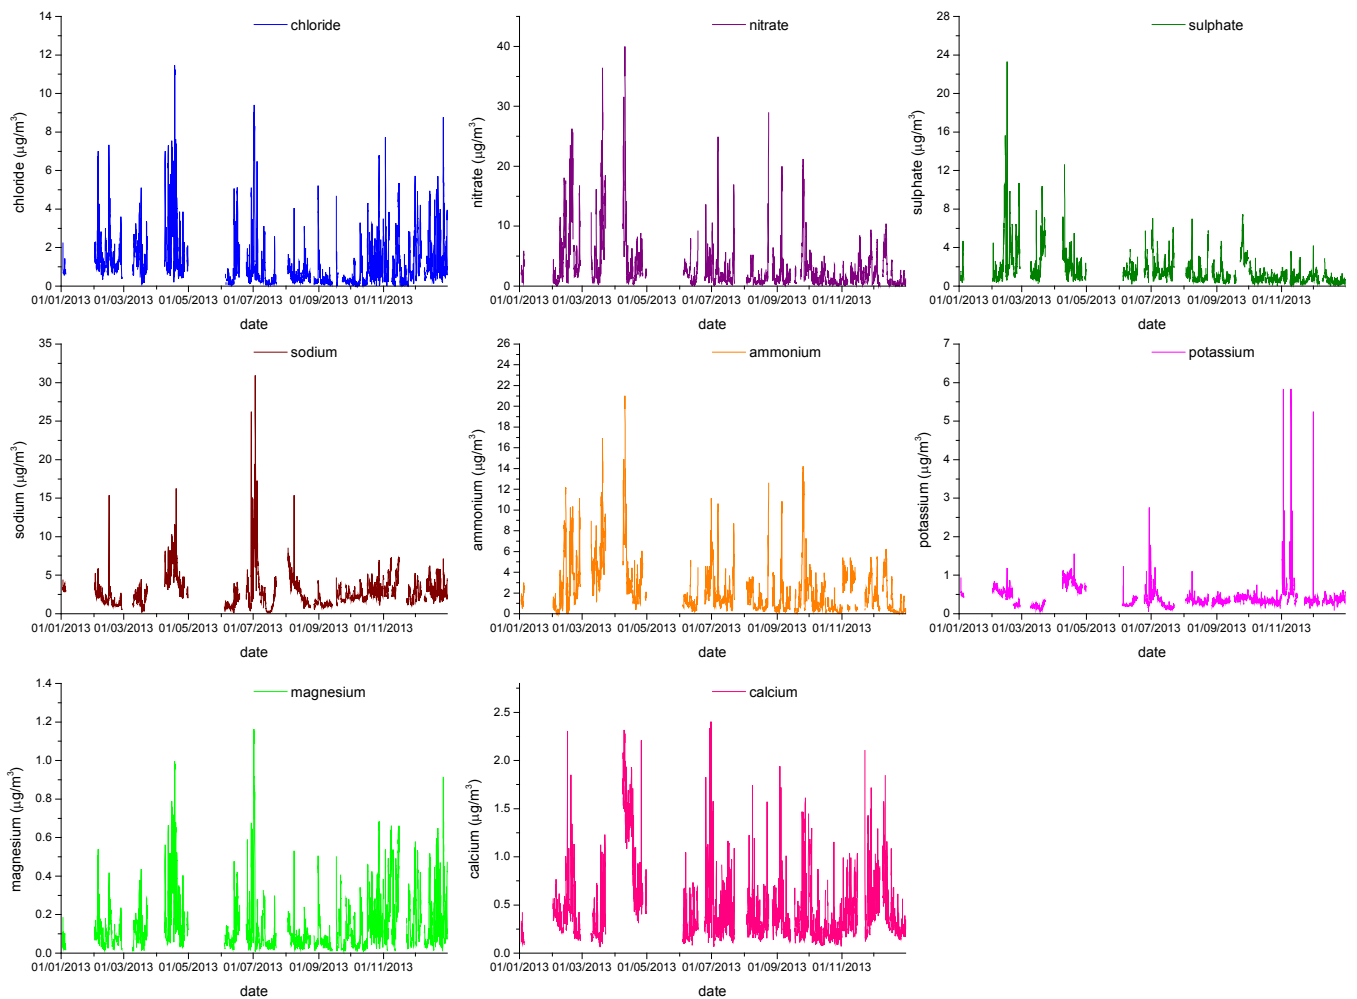 chloride
chloride (µg/m³)
14
12
10
8
6
4
2
0
01/01/2013 01/03/2013 01/05/2013 01/07/2013 01/09/2013 01/11/2013
date
nitrate
nitrate (µg/m³)
40
30
20
10
0
01/01/2013 01/03/2013 01/05/2013 01/07/2013 01/09/2013 01/11/2013
date
sulphate
sulphate (µg/m³)
28
24
20
16
12
8
4
0
01/01/2013 01/03/2013 01/05/2013 01/07/2013 01/09/2013 01/11/2013
date
sodium
sodium (µg/m³)
35
30
25
20
15
10
5
0
01/01/2013 01/03/2013 01/05/2013 01/07/2013 01/09/2013 01/11/2013
date
ammonium
ammonium (µg/m³)
26
24
22
20
18
16
14
12
10
8
6
4
2
0
01/01/2013 01/03/2013 01/05/2013 01/07/2013 01/09/2013 01/11/2013
date
potassium
potassium (µg/m³)
7
6
5
4
3
2
1
0
01/01/2013 01/03/2013 01/05/2013 01/07/2013 01/09/2013 01/11/2013
date
magnesium
magnesium (µg/m³)
1.4
1.2
1.0
0.8
0.6
0.4
0.2
0.0
01/01/2013 01/03/2013 01/05/2013 01/07/2013 01/09/2013 01/11/2013
date
calcium
calcium (µg/m³)
2.5
2.0
1.5
1.0
0.5
0.0
01/01/2013 01/03/2013 01/05/2013 01/07/2013 01/09/2013 01/11/2013
date